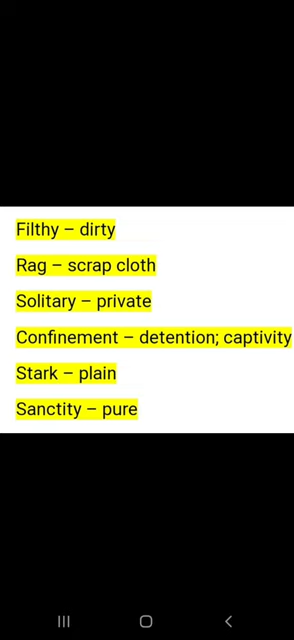 Filthy – dirty
Rag – scrap cloth
Solitary – private
Confinement – detention; captivity
Stark – plain
Sanctity – pure